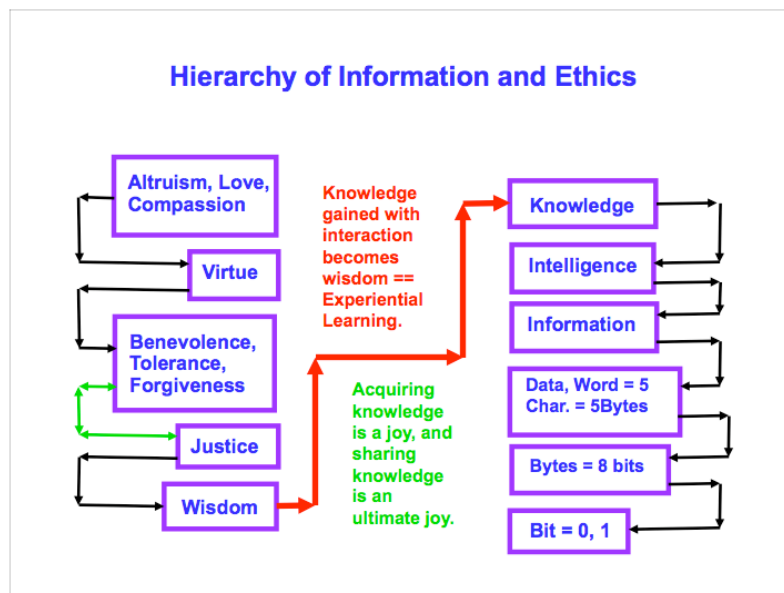 Hierarchy of Information and Ethics
Altruism, Love,
Compassion
Virtue
Benevolence,
Tolerance,
Forgiveness
Justice
Wisdom
Knowledge
gained with
interaction
becomes
wisdom ==
Experiential
Learning.
Acquiring
knowledge
is a joy, and
sharing
knowledge
is an
ultimate joy.
Knowledge
Intelligence
Information
Data, Word = 5
Char. = 5Bytes
Bytes = 8 bits
Bit = 0, 1